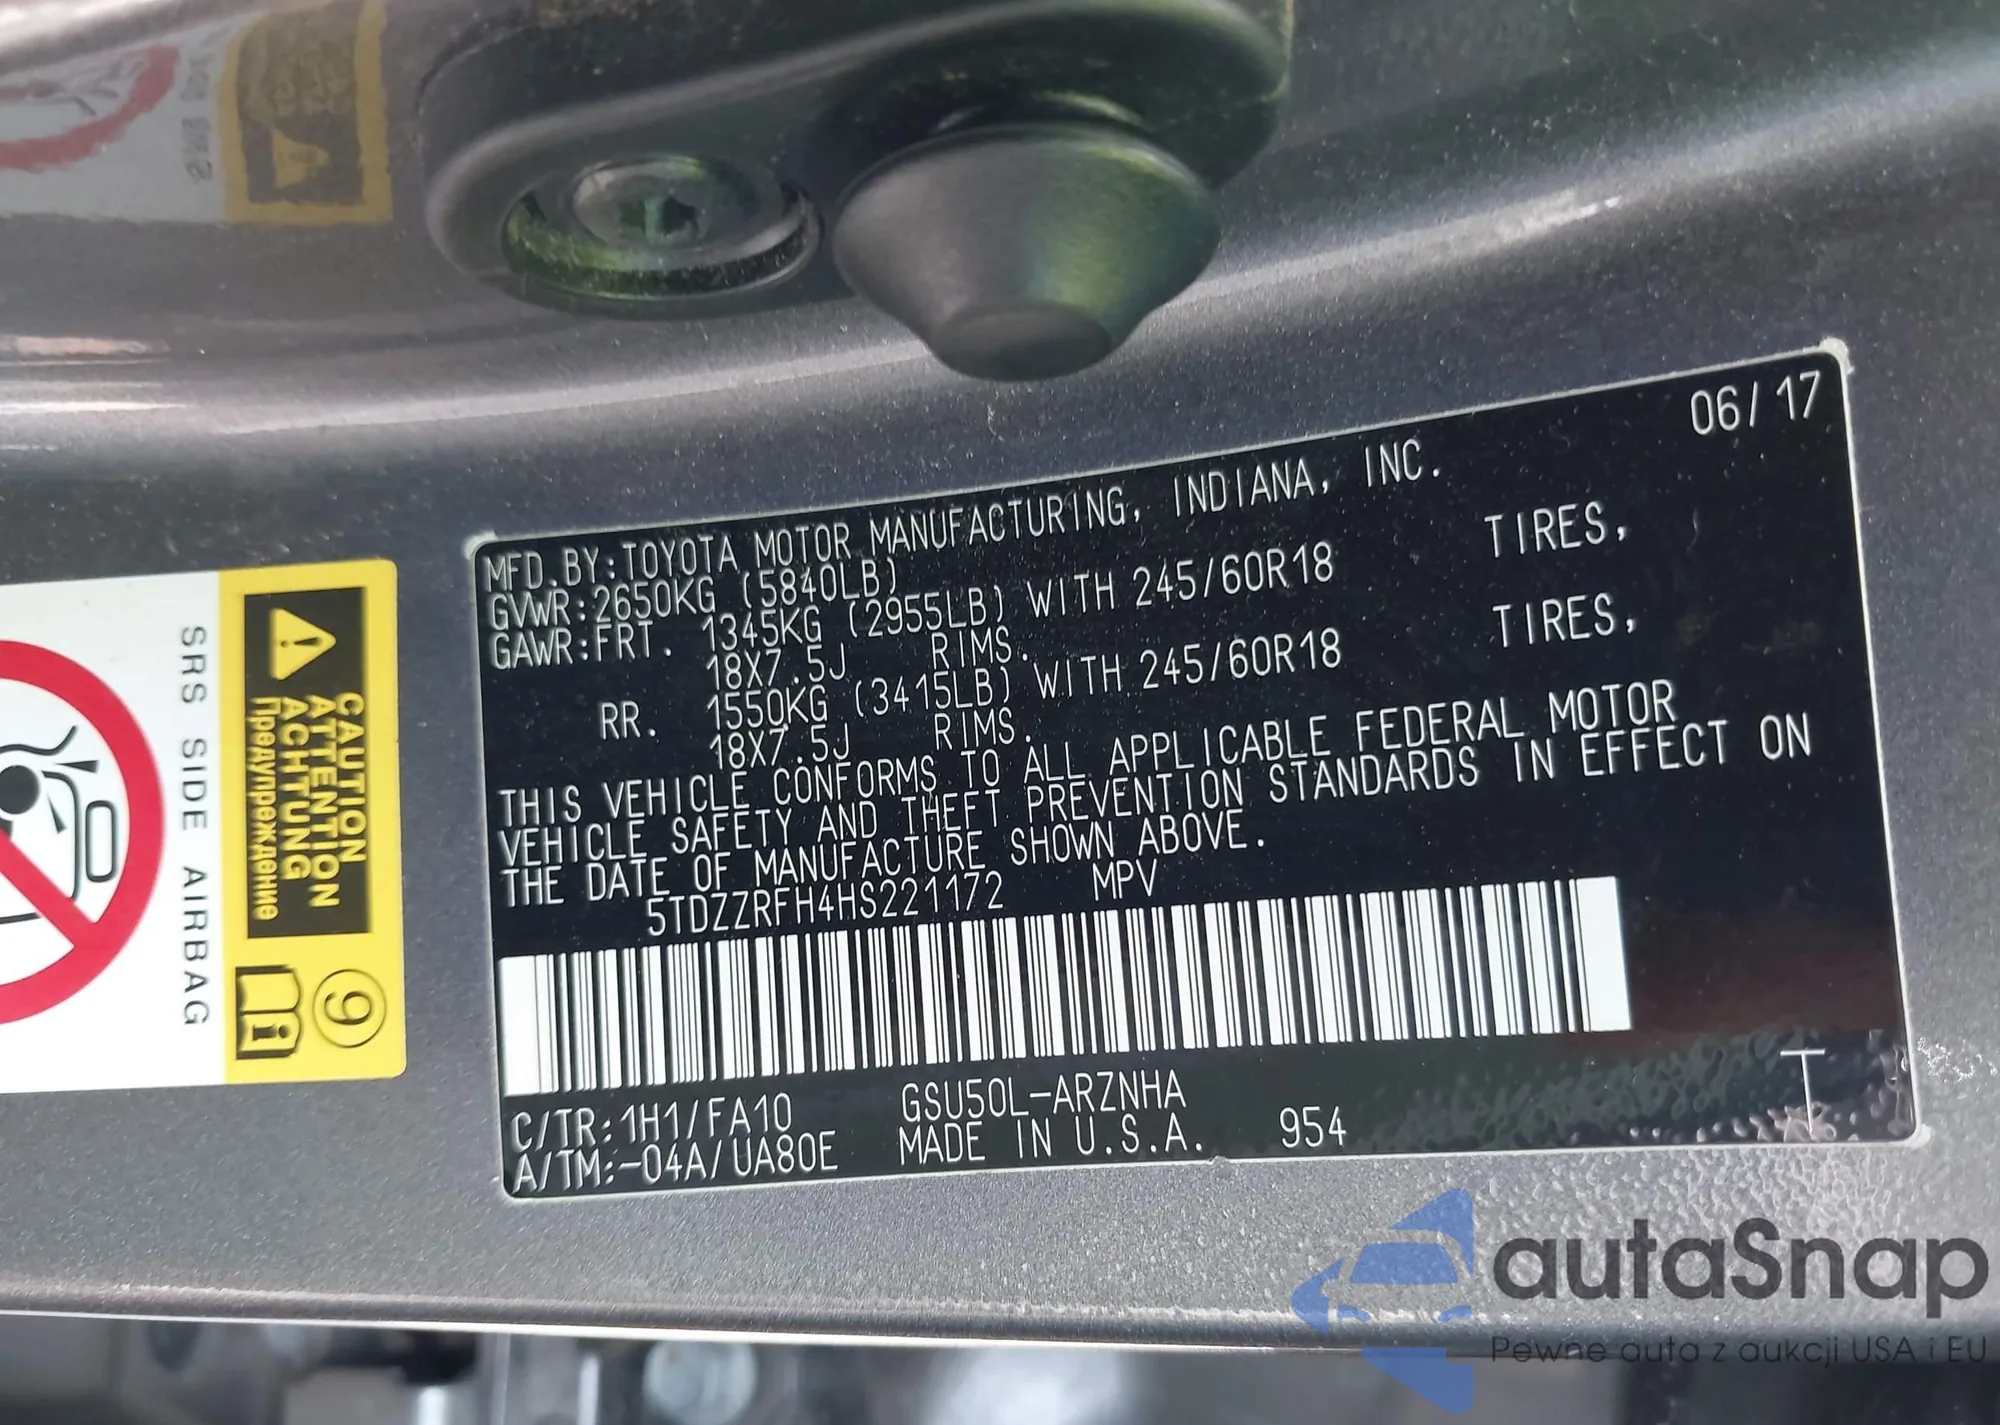 06/17
MFD.BY:TOYOTA MOTOR MANUFACTURING, INDIANA, INC.
GVWR:2650KG (5840LB)
GAWR:FRT. 1345KG (2955LB) WITH 245/60R18 TIRES,
18X7.5J RIMS.
RR. 1550KG (3415LB) WITH 245/60R18 TIRES,
18X7.5J RIMS.
THIS VEHICLE CONFORMS TO ALL APPLICABLE FEDERAL MOTOR
VEHICLE SAFETY AND THEFT PREVENTION STANDARDS IN EFFECT ON
THE DATE OF MANUFACTURE SHOWN ABOVE.
5TDZZRFH4HS221172 MPV
C/TR:1H1/FA10 GSU50L-ARZNHA
A/TM:-04A/UA80E MADE IN U.S.A. 954
T
CAUTION
ATTENTION
ACHTUNG
Предупреждение
9
i
SRS SIDE AIRBAG
autaSnap
Pewne auta z aukcji USA i EU